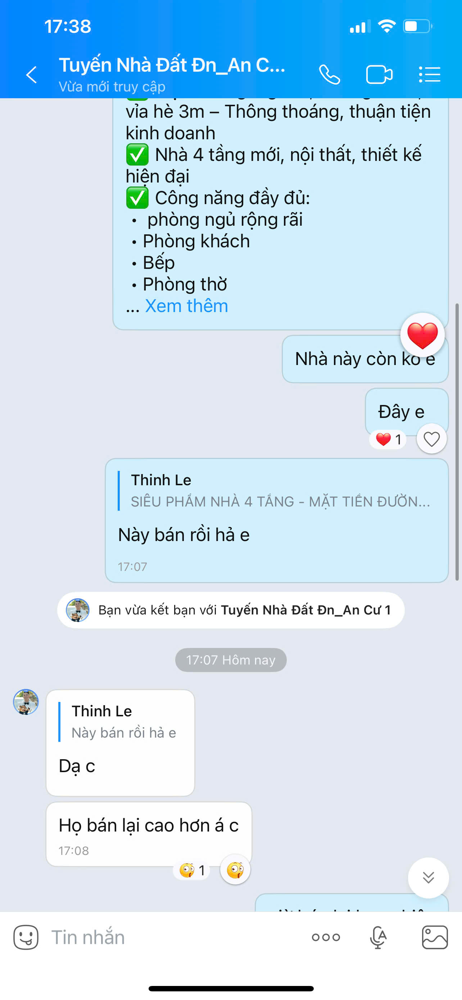 17:38
Tuyến Nhà Đất Đn_An C...
Vừa mới truy cập
vỉa hè 3m – Thông thoáng, thuận tiện
kinh doanh
✅ Nhà 4 tầng mới, nội thất, thiết kế
hiện đại
✅ Công năng đầy đủ:
• phòng ngủ rộng rãi
• Phòng khách
• Bếp
• Phòng thờ
... Xem thêm
Nhà này còn ko e
Đây e
1
Thinh Le
SIÊU PHẨM NHÀ 4 TẦNG - MẶT TIỀN ĐƯỜN...
Này bán rồi hả e
17:07
Bạn vừa kết bạn với Tuyến Nhà Đất Đn_An Cư 1
17:07 Hôm nay
Thinh Le
Này bán rồi hả e
Dạ c
Họ bán lại cao hơn á c
17:08
1
Tin nhắn